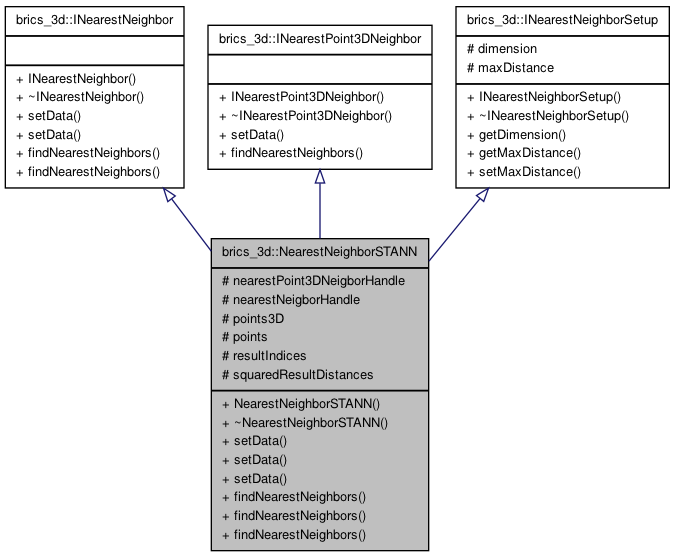 brics_3d::INearestNeighbor
+ INearestNeighbor()
+ ~INearestNeighbor()
+ setData()
+ setData()
+ findNearestNeighbors()
+ findNearestNeighbors()
brics_3d::INearestPoint3DNeighbor
+ INearestPoint3DNeighbor()
+ ~INearestPoint3DNeighbor()
+ setData()
+ findNearestNeighbors()
brics_3d::INearestNeighborSetup
# dimension
# maxDistance
+ INearestNeighborSetup()
+ ~INearestNeighborSetup()
+ getDimension()
+ getMaxDistance()
+ setMaxDistance()
brics_3d::NearestNeighborSTANN
# nearestPoint3DNeigborHandle
# nearestNeigborHandle
# points3D
# points
# resultIndices
# squaredResultDistances
+ NearestNeighborSTANN()
+ ~NearestNeighborSTANN()
+ setData()
+ setData()
+ setData()
+ findNearestNeighbors()
+ findNearestNeighbors()
+ findNearestNeighbors()